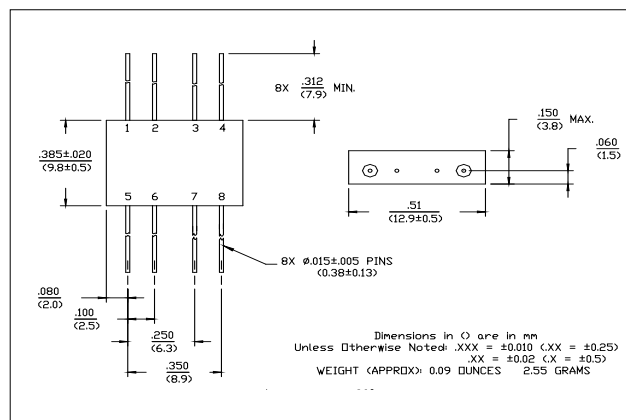 8X .312 MIN.
(7.9)
1 2 3 4
.385±.020
(9.8±0.5)
.150 MAX.
(3.8)
.060
(1.5)
.51
(12.9±0.5)
5 6 7 8
8X Ø.015±.005 PINS
(0.38±0.13)
.080
(2.0)
.100
(2.5)
.250
(6.3)
.350
(8.9)
Dimensions in () are in mm
Unless Otherwise Noted: .XXX = ±0.010 (.XX = ±0.25)
.XX = ±0.02 (.X = ±0.5)
WEIGHT (APPROX): 0.09 OUNCES 2.55 GRAMS